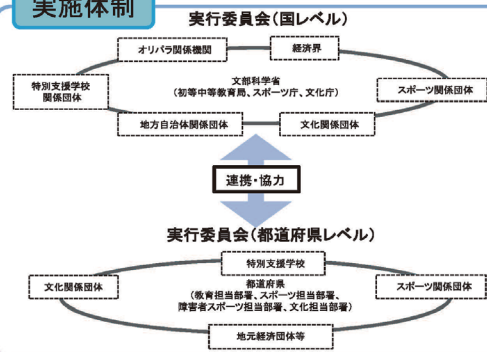 実施体制
実行委員会(国レベル)
オリパラ関係機関
経済界
特別支援学校
関係団体
文部科学省
(初等中等教育局、スポーツ庁、文化庁)
スポーツ関係団体
地方自治体関係団体
文化関係団体
連携・協力
実行委員会(都道府県レベル)
特別支援学校
文化関係団体
都道府県
(教育担当部署、スポーツ担当部署、
障害者スポーツ担当部署、文化担当部署)
スポーツ関係団体
地元経済団体等